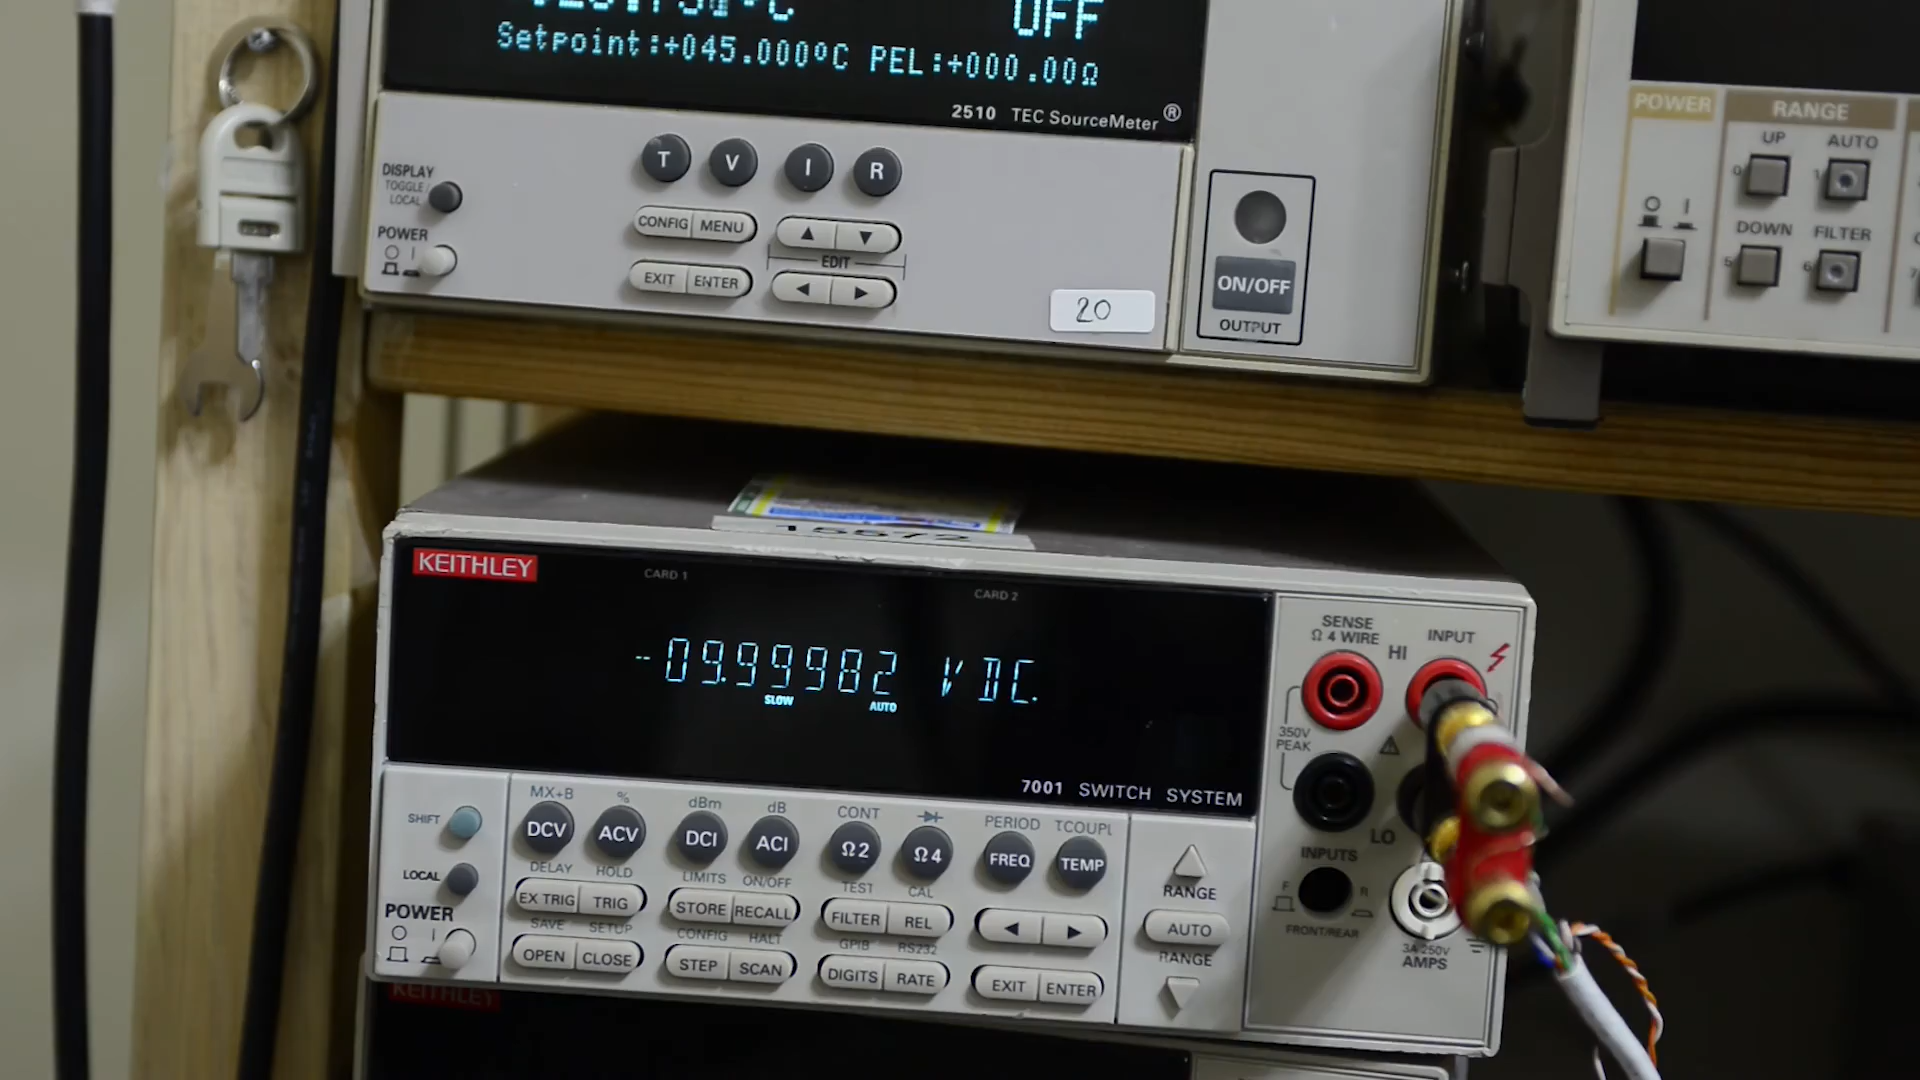 OFF
Setpoint:+045.000ºC PEL:+000.00Ω
2510 TEC SourceMeter®
DISPLAY
TOGGLE/
LOCAL
POWER
T V I R
CONFIG MENU
EDIT
EXIT ENTER
20
ON/OFF
OUTPUT
POWER
RANGE
UP AUTO
DOWN FILTER
15572
KEITHLEY
CARD 1
CARD 2
-09.99982 VDC
SLOW
AUTO
7001 SWITCH SYSTEM
SENSE
Ω 4 WIRE
INPUT
HI
350V
PEAK
LO
INPUTS
F R
FRONT/REAR
3A 250V
AMPS
SHIFT
LOCAL
POWER
MX+B % dBm dB CONT PERIOD TCOUPL
DCV ACV DCI ACI Ω2 Ω4 FREQ TEMP
DELAY HOLD LIMITS ON/OFF TEST CAL
EX TRIG TRIG STORE RECALL FILTER REL
SAVE SETUP CONFIG HALT GPIB RS232
OPEN CLOSE STEP SCAN DIGITS RATE EXIT ENTER
RANGE
AUTO
RANGE
KEITHLEY